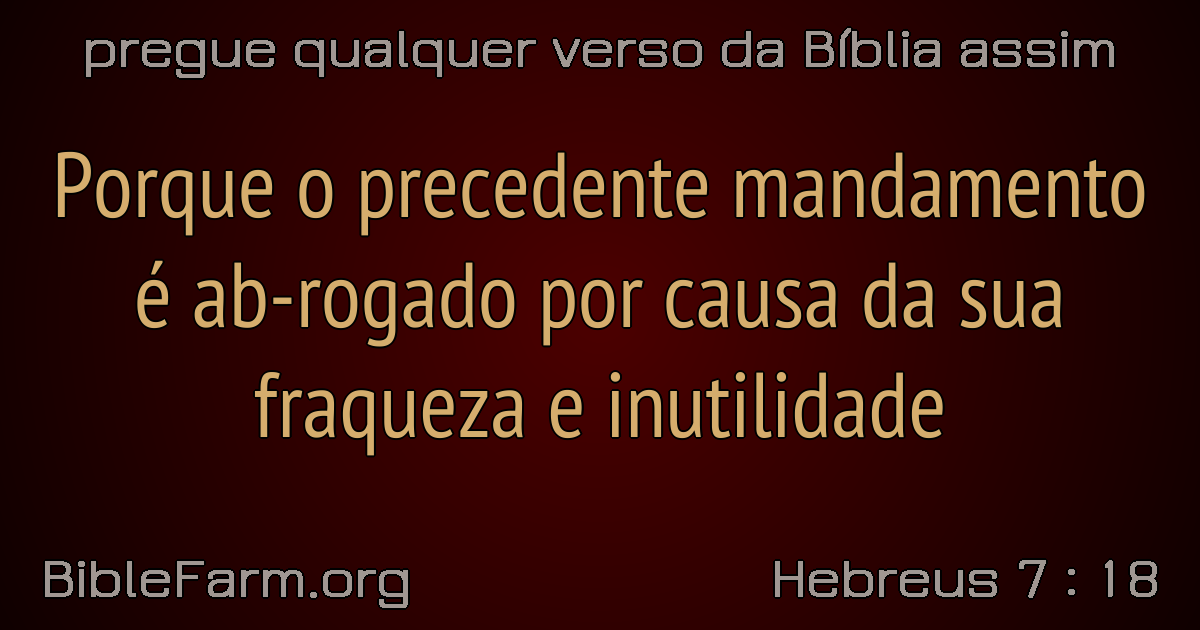 pregue qualquer verso da Bíblia assim
Porque o precedente mandamento
é ab-rogado por causa da sua
fraqueza e inutilidade
BibleFarm.org
Hebreus 7 : 18